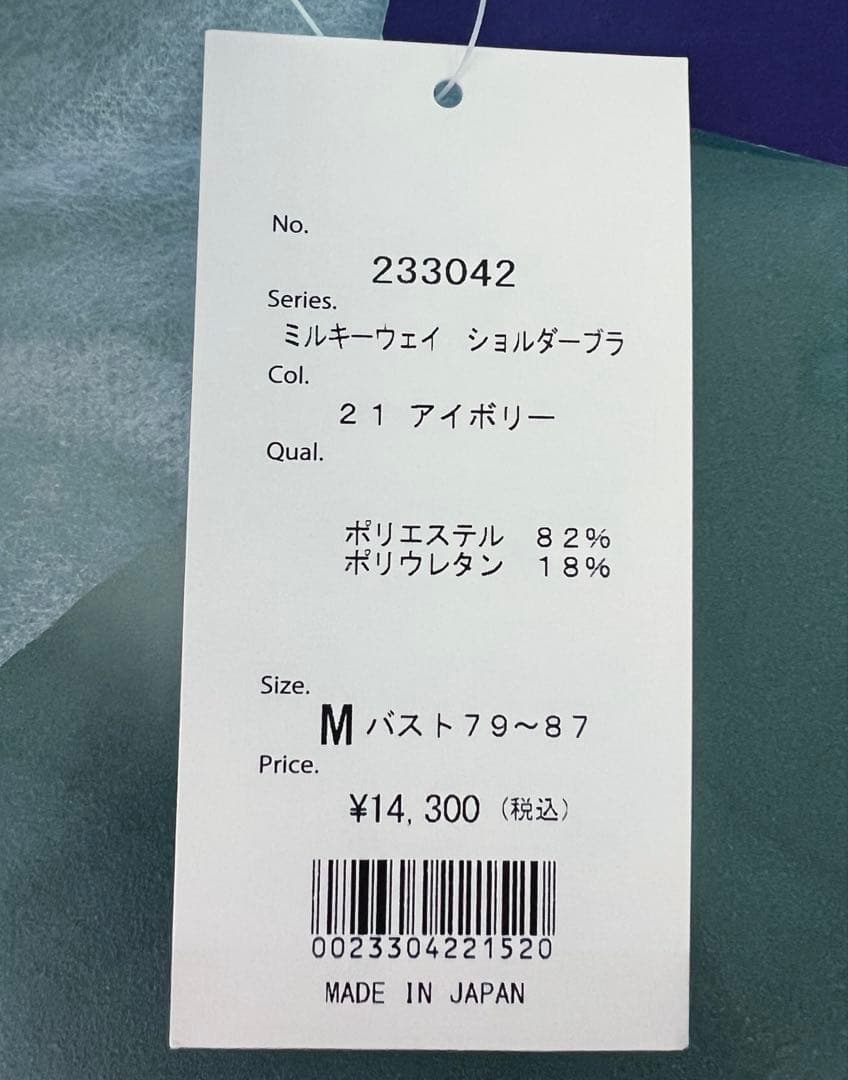 No.
233042
Series.
ミルキーウェイ　ショルダーブラ
Col.
２１ アイボリー
Qual.
ポリエステル　８２％
ポリウレタン　１８％
Size.
M バスト７９～８７
Price.
¥14,300（税込）
0023304221520
MADE IN JAPAN